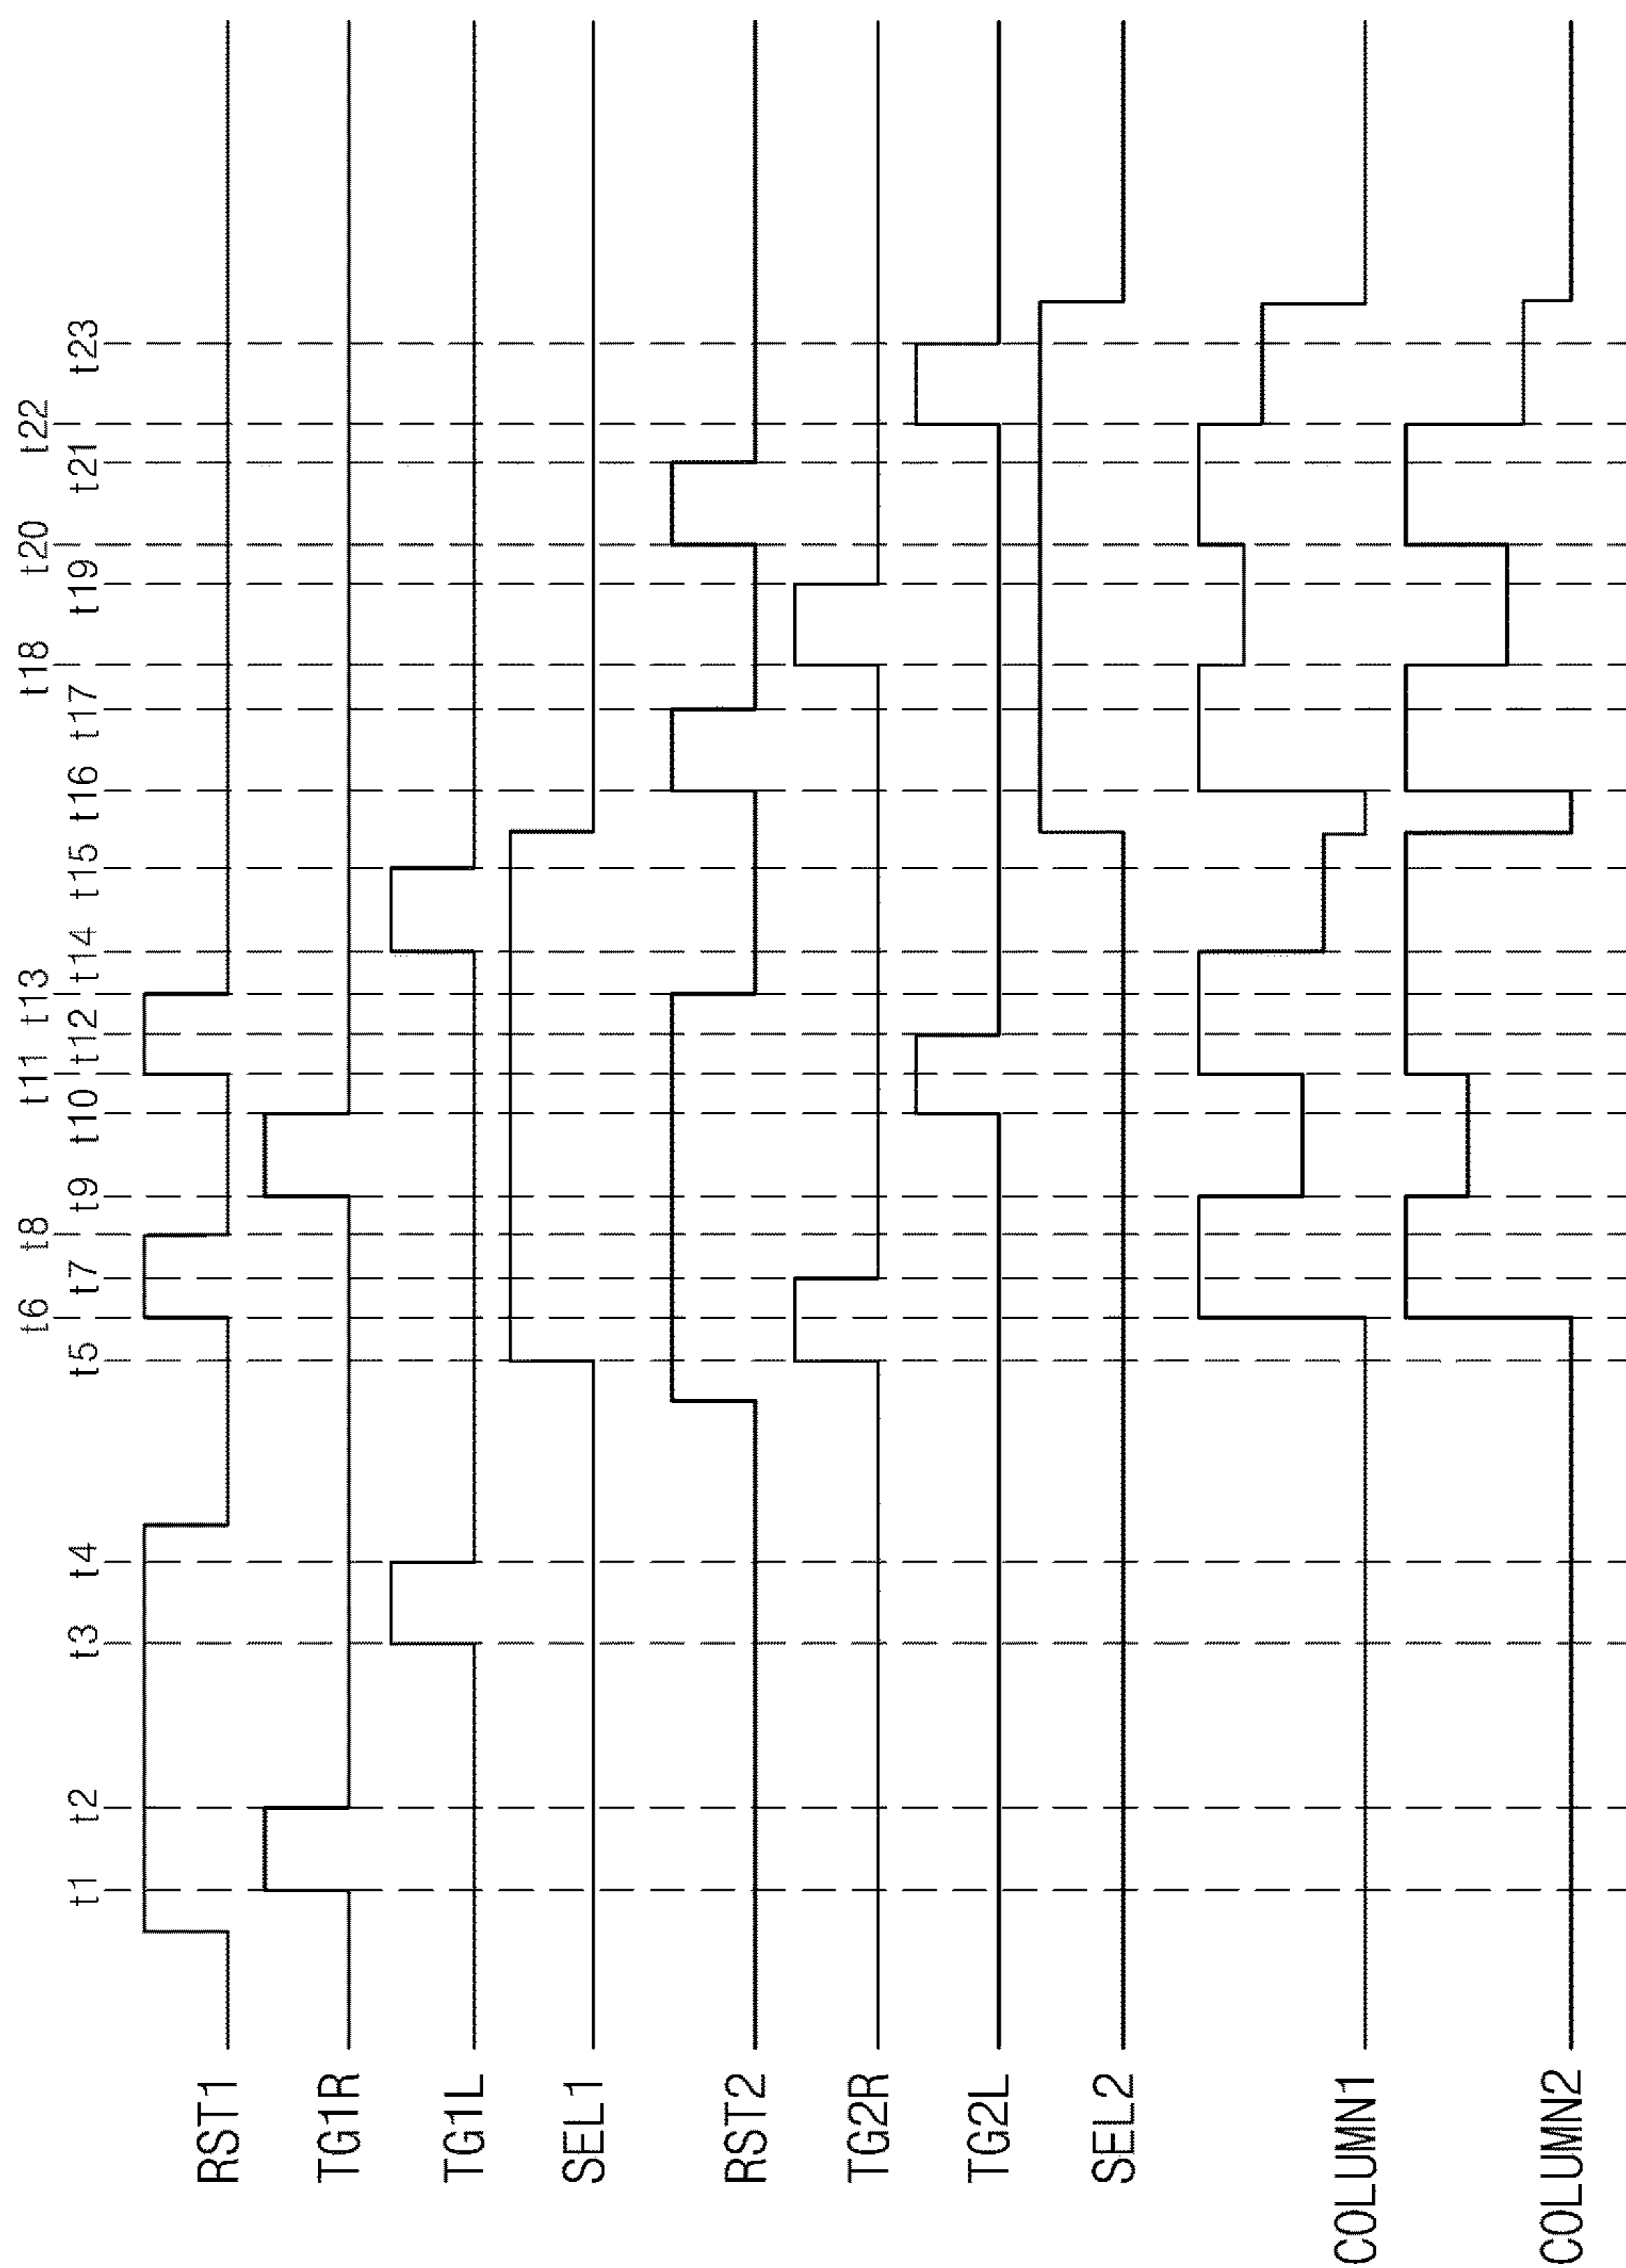 t1
t2
t3
t4
t5
t6
t7
t8
t9
t10
t11
t12
t13
t14
t15
t16
t17
t18
t19
t20
t21
t22
t23
RST1
TG1R
TG1L
SEL1
RST2
TG2R
TG2L
SEL2
COLUMN1
COLUMN2